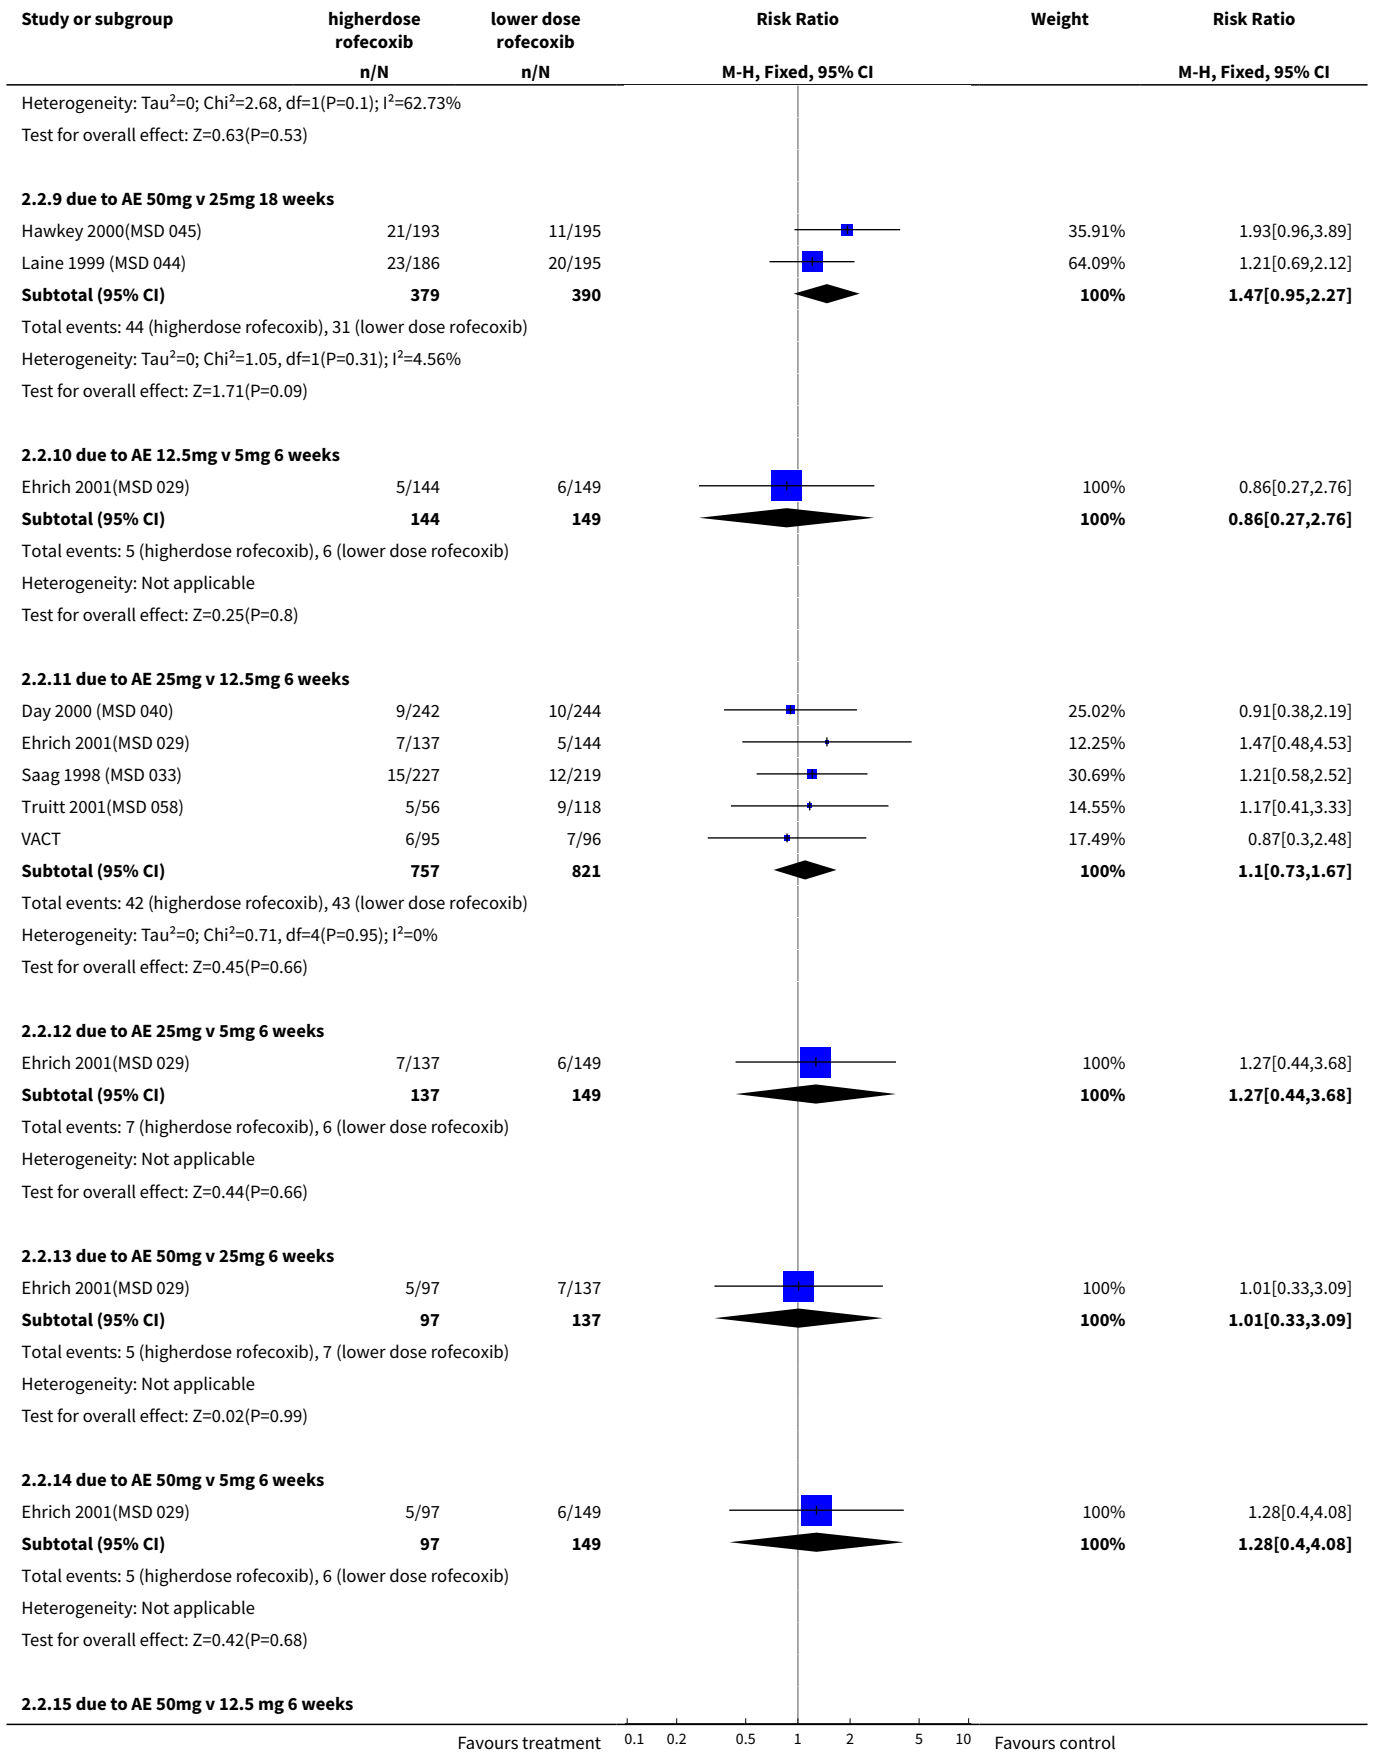 Study or subgroup higherdose rofecoxib lower dose rofecoxib Risk Ratio Weight Risk Ratio
n/N n/N M-H, Fixed, 95% CI M-H, Fixed, 95% CI
Heterogeneity: Tau²=0; Chi²=2.68, df=1(P=0.1); I²=62.73%
Test for overall effect: Z=0.63(P=0.53)
2.2.9 due to AE 50mg v 25mg 18 weeks
Hawkey 2000(MSD 045) 21/193 11/195 35.91% 1.93[0.96,3.89]
Laine 1999 (MSD 044) 23/186 20/195 64.09% 1.21[0.69,2.12]
Subtotal (95% CI) 379 390 100% 1.47[0.95,2.27]
Total events: 44 (higherdose rofecoxib), 31 (lower dose rofecoxib)
Heterogeneity: Tau²=0; Chi²=1.05, df=1(P=0.31); I²=4.56%
Test for overall effect: Z=1.71(P=0.09)
2.2.10 due to AE 12.5mg v 5mg 6 weeks
Ehrich 2001(MSD 029) 5/144 6/149 100% 0.86[0.27,2.76]
Subtotal (95% CI) 144 149 100% 0.86[0.27,2.76]
Total events: 5 (higherdose rofecoxib), 6 (lower dose rofecoxib)
Heterogeneity: Not applicable
Test for overall effect: Z=0.25(P=0.8)
2.2.11 due to AE 25mg v 12.5mg 6 weeks
Day 2000 (MSD 040) 9/242 10/244 25.02% 0.91[0.38,2.19]
Ehrich 2001(MSD 029) 7/137 5/144 12.25% 1.47[0.48,4.53]
Saag 1998 (MSD 033) 15/227 12/219 30.69% 1.21[0.58,2.52]
Truitt 2001(MSD 058) 5/56 9/118 14.55% 1.17[0.41,3.33]
VACT 6/95 7/96 17.49% 0.87[0.3,2.48]
Subtotal (95% CI) 757 821 100% 1.1[0.73,1.67]
Total events: 42 (higherdose rofecoxib), 43 (lower dose rofecoxib)
Heterogeneity: Tau²=0; Chi²=0.71, df=4(P=0.95); I²=0%
Test for overall effect: Z=0.45(P=0.66)
2.2.12 due to AE 25mg v 5mg 6 weeks
Ehrich 2001(MSD 029) 7/137 6/149 100% 1.27[0.44,3.68]
Subtotal (95% CI) 137 149 100% 1.27[0.44,3.68]
Total events: 7 (higherdose rofecoxib), 6 (lower dose rofecoxib)
Heterogeneity: Not applicable
Test for overall effect: Z=0.44(P=0.66)
2.2.13 due to AE 50mg v 25mg 6 weeks
Ehrich 2001(MSD 029) 5/97 7/137 100% 1.01[0.33,3.09]
Subtotal (95% CI) 97 137 100% 1.01[0.33,3.09]
Total events: 5 (higherdose rofecoxib), 7 (lower dose rofecoxib)
Heterogeneity: Not applicable
Test for overall effect: Z=0.02(P=0.99)
2.2.14 due to AE 50mg v 5mg 6 weeks
Ehrich 2001(MSD 029) 5/97 6/149 100% 1.28[0.4,4.08]
Subtotal (95% CI) 97 149 100% 1.28[0.4,4.08]
Total events: 5 (higherdose rofecoxib), 6 (lower dose rofecoxib)
Heterogeneity: Not applicable
Test for overall effect: Z=0.42(P=0.68)
2.2.15 due to AE 50mg v 12.5 mg 6 weeks
Favours treatment 0.1 0.2 0.5 1 2 5 10 Favours control